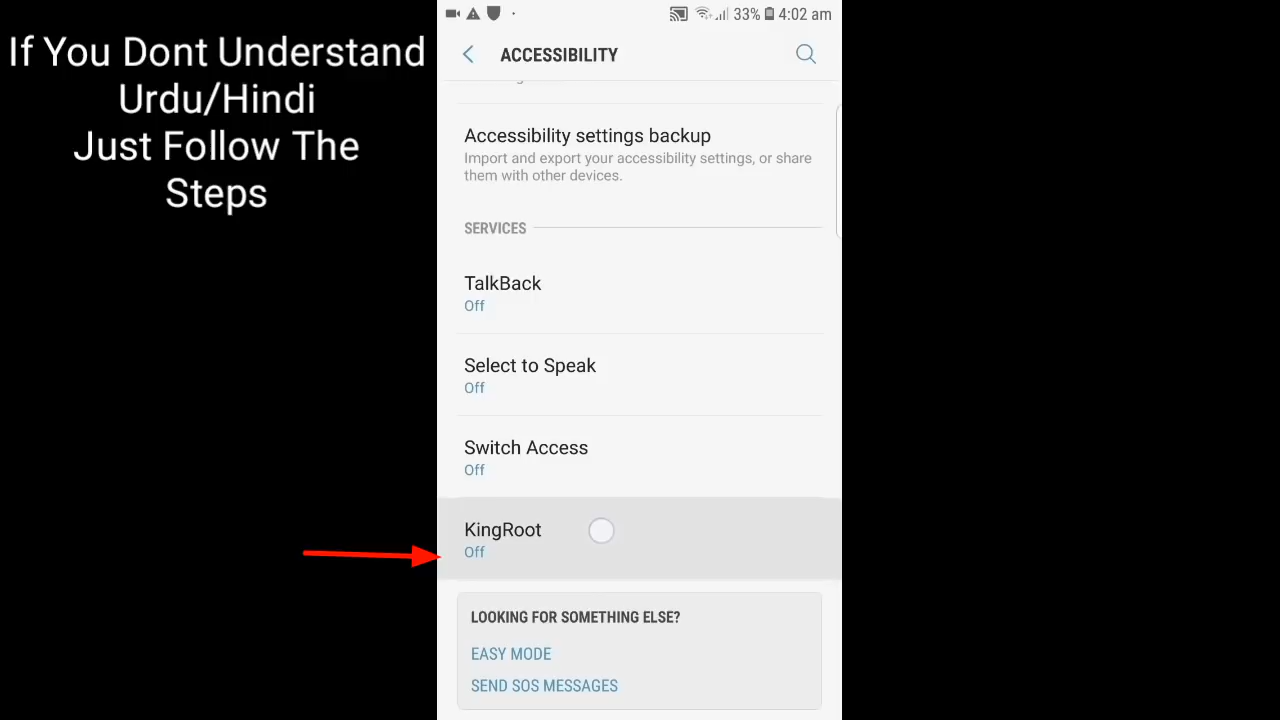 If You Dont Understand
Urdu/Hindi
Just Follow The
Steps
33% 4:02 am
ACCESSIBILITY
Accessibility settings backup
Import and export your accessibility settings, or share
them with other devices.
SERVICES
TalkBack
Off
Select to Speak
Off
Switch Access
Off
KingRoot
Off
LOOKING FOR SOMETHING ELSE?
EASY MODE
SEND SOS MESSAGES